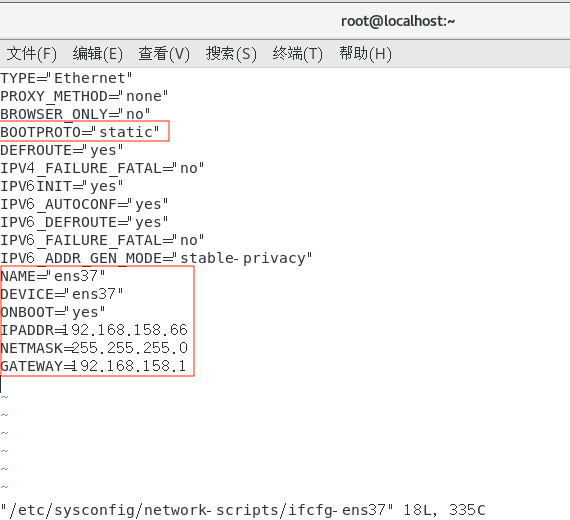 root@localhost:~
文件(F) 编辑(E) 查看(V) 搜索(S) 终端(T) 帮助(H)
TYPE="Ethernet"
PROXY_METHOD="none"
BROWSER_ONLY="no"
BOOTPROTO="static"
DEFROUTE="yes"
IPV4_FAILURE_FATAL="no"
IPV6INIT="yes"
IPV6_AUTOCONF="yes"
IPV6_DEFROUTE="yes"
IPV6_FAILURE_FATAL="no"
IPV6_ADDR_GEN_MODE="stable-privacy"
NAME="ens37"
DEVICE="ens37"
ONBOOT="yes"
IPADDR=192.168.158.66
NETMASK=255.255.255.0
GATEWAY=192.168.158.1
~
~
~
~
~
~
"/etc/sysconfig/network-scripts/ifcfg-ens37" 18L, 335C